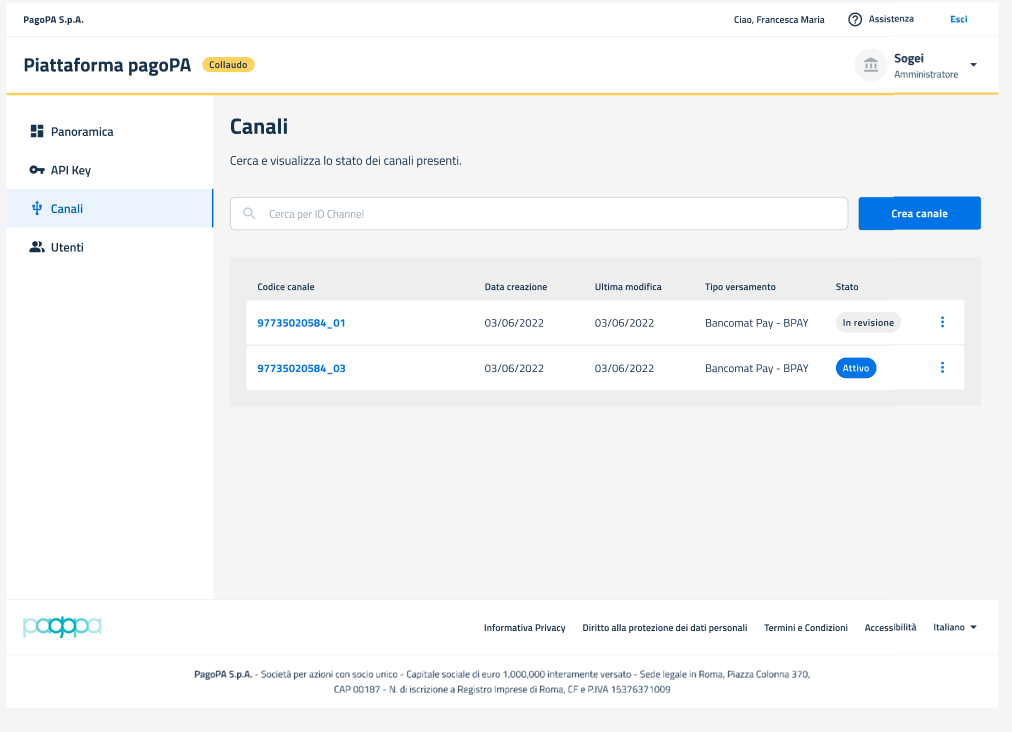 PagoPA S.p.A.
Ciao, Francesca Maria
Assistenza
Esci
Piattaforma pagoPA
Collaudo
Sogei
Amministratore
Panoramica
API Key
Canali
Utenti
Canali
Cerca e visualizza lo stato dei canali presenti.
Cerca per ID Channel
Crea canale
Codice canale Data creazione Ultima modifica Tipo versamento Stato
97735020584_01 03/06/2022 03/06/2022 Bancomat Pay - BPAY In revisione
97735020584_03 03/06/2022 03/06/2022 Bancomat Pay - BPAY Attivo
pagopa
Informativa Privacy Diritto alla protezione dei dati personali Termini e Condizioni Accessibilità Italiano
PagoPA S.p.A. - Società per azioni con socio unico - Capitale sociale di euro 1,000,000 interamente versato - Sede legale in Roma, Piazza Colonna 370,
CAP 00187 - N. di iscrizione a Registro Imprese di Roma, CF e P.IVA 15376371009